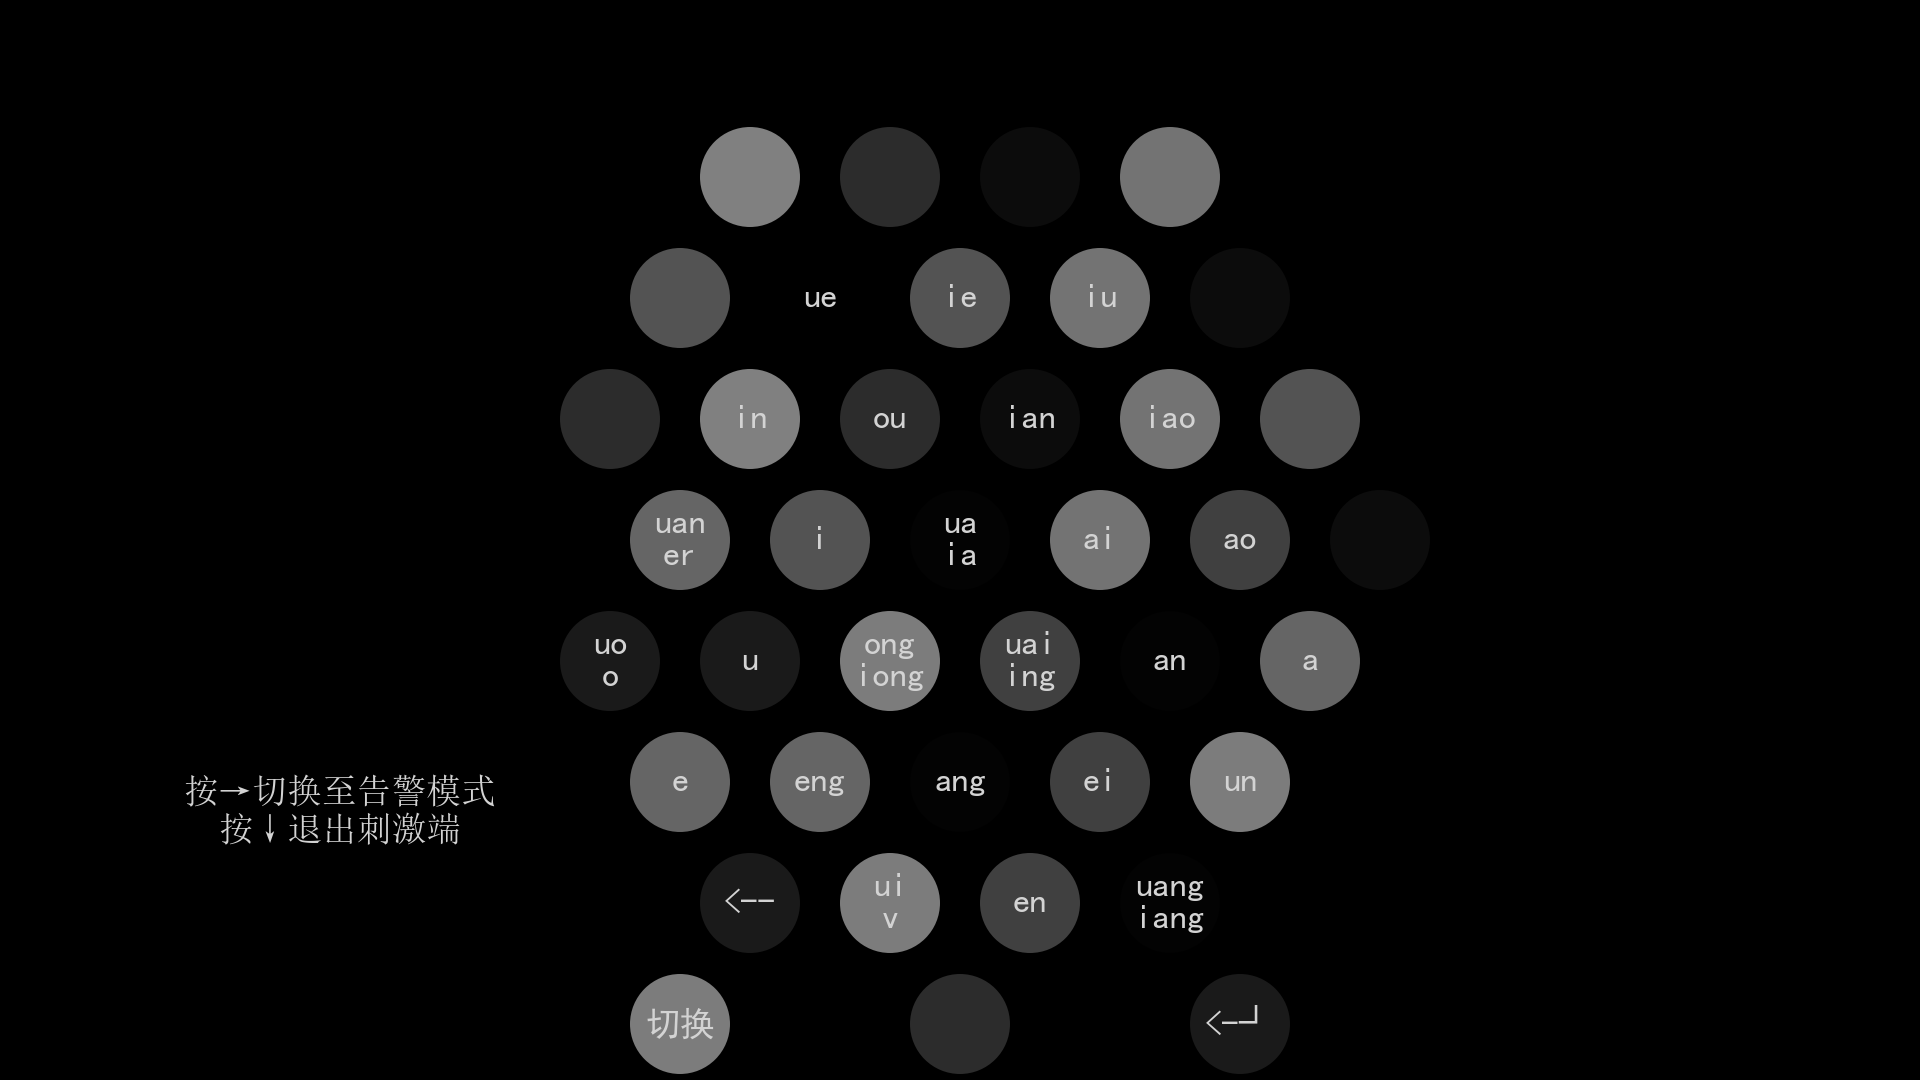 ue
ie
iu
in
ou
ian
iao
uan
er
i
ua
ia
ai
ao
uo
o
u
ong
iong
uai
ing
an
a
e
eng
ang
ei
un
按→切换至告警模式
按↓退出刺激端
<--
ui
v
en
uang
iang
切换
<-┘